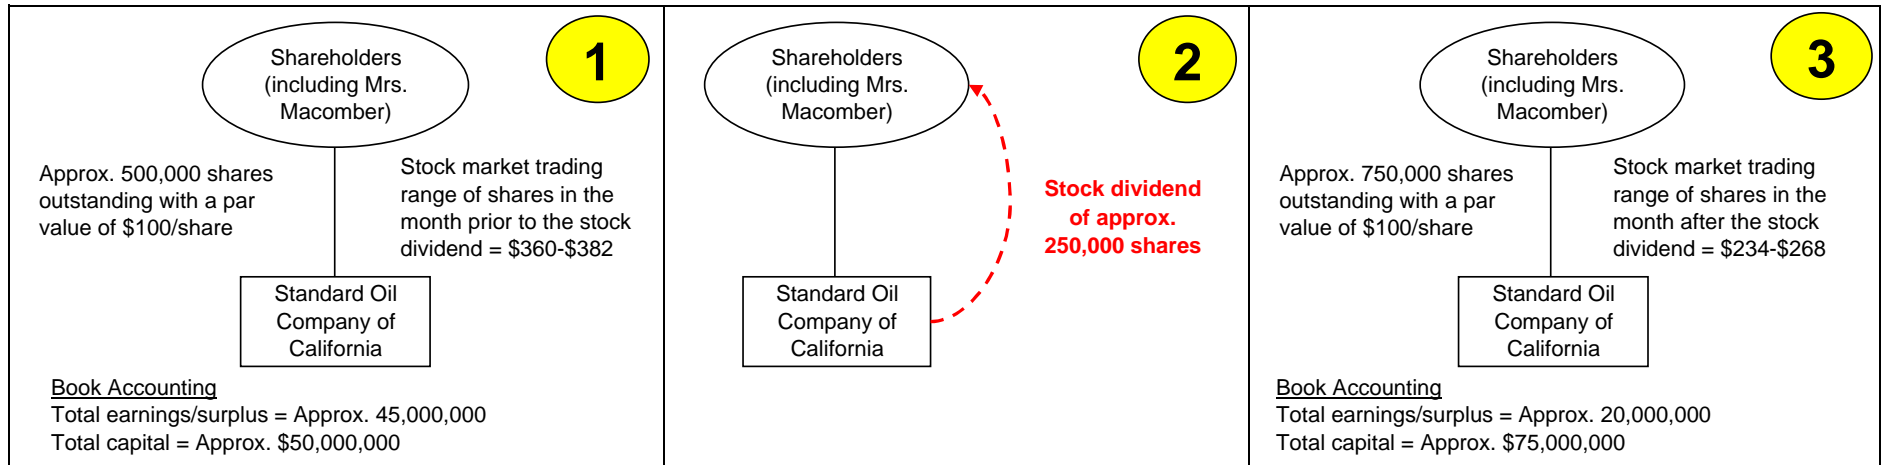 Shareholders
(including Mrs.
Macomber)
1
Approx. 500,000 shares
outstanding with a par
value of $100/share
Stock market trading
range of shares in the
month prior to the stock
dividend = $360-$382
Standard Oil
Company of
California
Book Accounting
Total earnings/surplus = Approx. 45,000,000
Total capital = Approx. $50,000,000
Shareholders
(including Mrs.
Macomber)
2
Stock dividend
of approx.
250,000 shares
Standard Oil
Company of
California
Shareholders
(including Mrs.
Macomber)
3
Approx. 750,000 shares
outstanding with a par
value of $100/share
Stock market trading
range of shares in the
month after the stock
dividend = $234-$268
Standard Oil
Company of
California
Book Accounting
Total earnings/surplus = Approx. 20,000,000
Total capital = Approx. $75,000,000